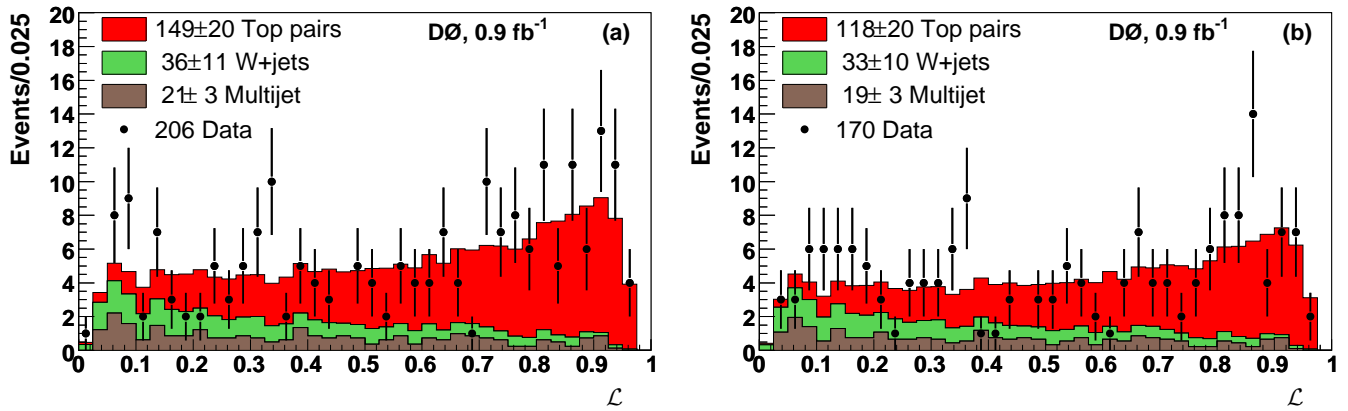 Events/0.025
20
18
16
14
12
10
8
6
4
2
0
149±20 Top pairs
36±11 W+jets
21± 3 Multijet
206 Data
DØ, 0.9 fb⁻¹
(a)
0 0.1 0.2 0.3 0.4 0.5 0.6 0.7 0.8 0.9 1
ℒ
Events/0.025
20
18
16
14
12
10
8
6
4
2
0
118±20 Top pairs
33±10 W+jets
19± 3 Multijet
170 Data
DØ, 0.9 fb⁻¹
(b)
0 0.1 0.2 0.3 0.4 0.5 0.6 0.7 0.8 0.9 1
ℒ